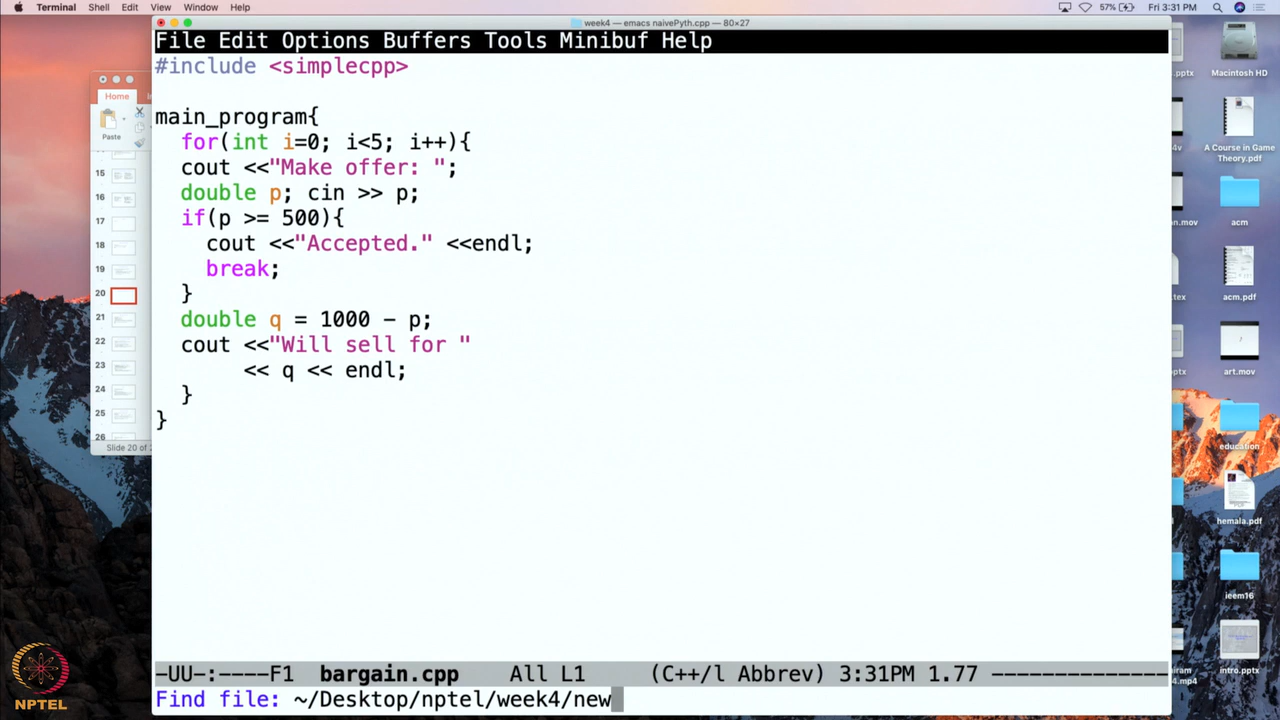 Terminal Shell Edit View Window Help 57% Fri 3:31 PM
week4 — emacs naivePyth.cpp — 80×27
File Edit Options Buffers Tools Minibuf Help
#include <simplecpp>
main_program{
for(int i=0; i<5; i++){
cout <<"Make offer: ";
double p; cin >> p;
if(p >= 500){
cout <<"Accepted." <<endl;
break;
}
double q = 1000 - p;
cout <<"Will sell for "
<< q << endl;
}
}
-UU-:----F1 bargain.cpp All L1 (C++/l Abbrev) 3:31PM 1.77 ---------------
Find file: ~/Desktop/nptel/week4/new
Home
Paste
15
16
17
18
19
20
21
22
23
24
25
26
Slide 20 of
NPTEL
.pptx
Macintosh HD
A Course in Game
Theory.pdf
acm
acm.pdf
art.mov
education
hemala.pdf
ieem16
intro.pptx